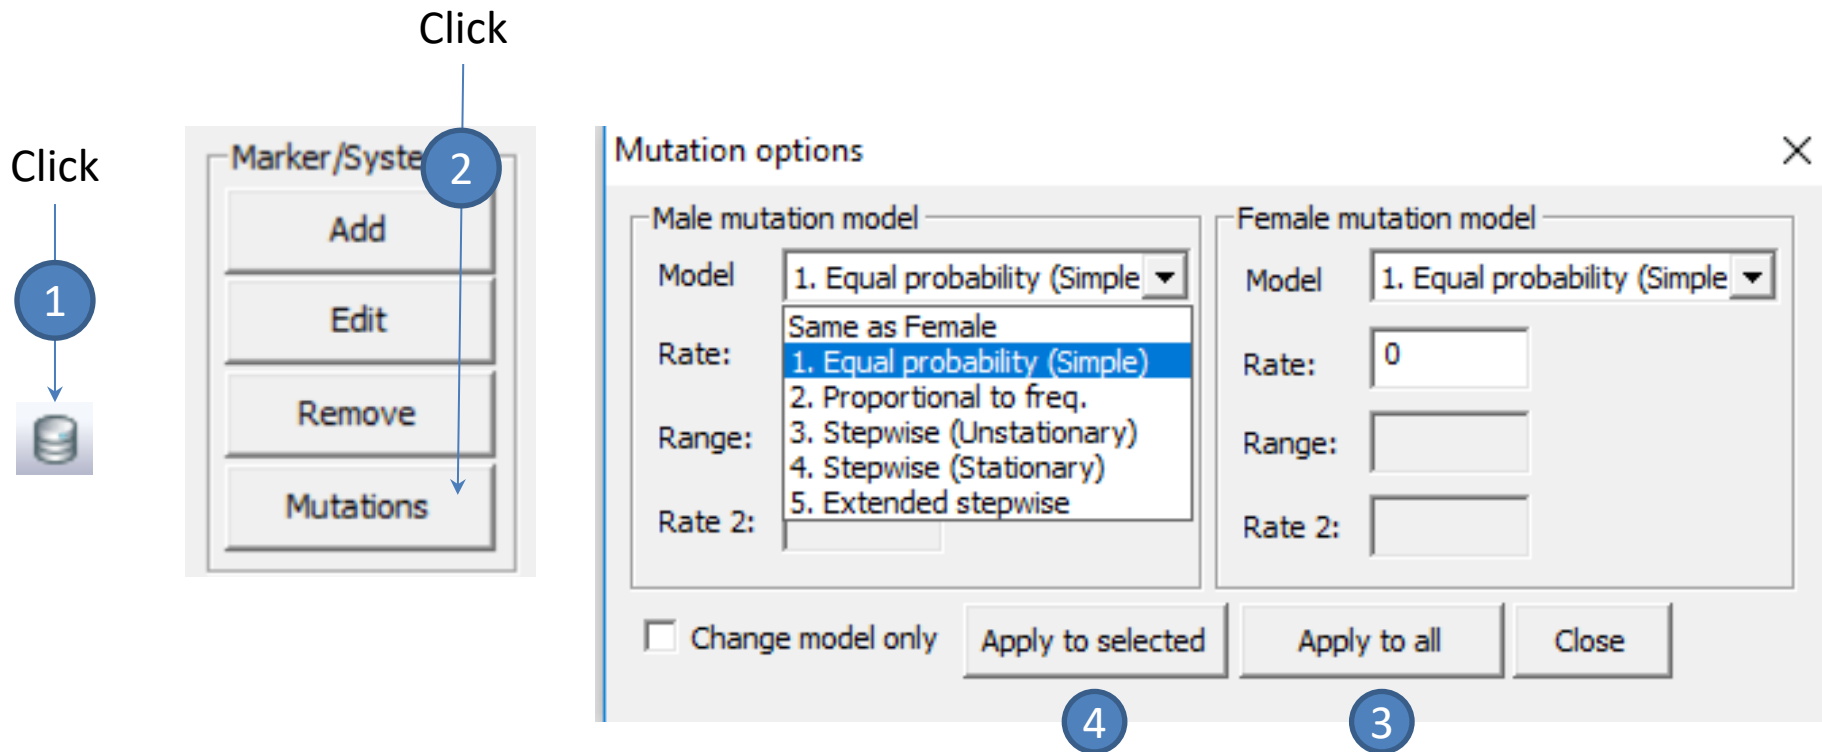 Click
Click
1
Marker/Syste
2
Add
Edit
Remove
Mutations
Mutation options
Male mutation model
Model
1. Equal probability (Simple
Same as Female
1. Equal probability (Simple)
2. Proportional to freq.
3. Stepwise (Unstationary)
4. Stepwise (Stationary)
5. Extended stepwise
Rate:
Range:
Rate 2:
Female mutation model
Model
1. Equal probability (Simple
Rate:
0
Range:
Rate 2:
Change model only
Apply to selected
Apply to all
Close
4
3